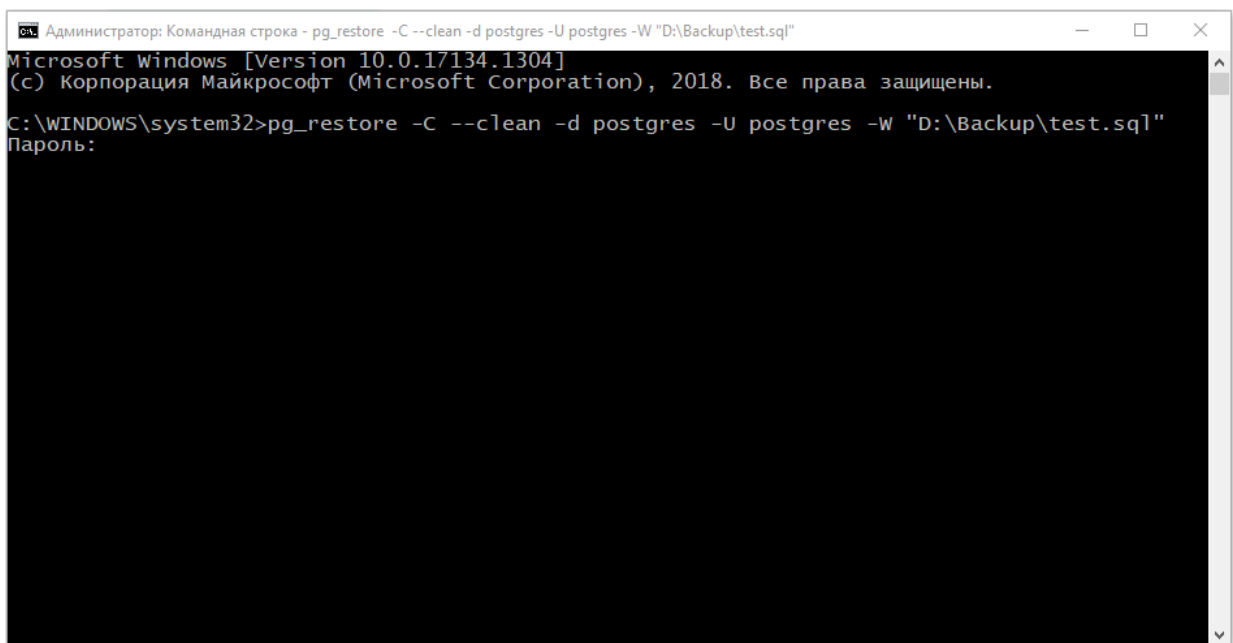 Администратор: Командная строка - pg_restore -C --clean -d postgres -U postgres -W "D:\Backup\test.sql"
Microsoft Windows [Version 10.0.17134.1304]
(c) Корпорация Майкрософт (Microsoft Corporation), 2018. Все права защищены.
C:\WINDOWS\system32>pg_restore -C --clean -d postgres -U postgres -W "D:\Backup\test.sql"
Пароль: